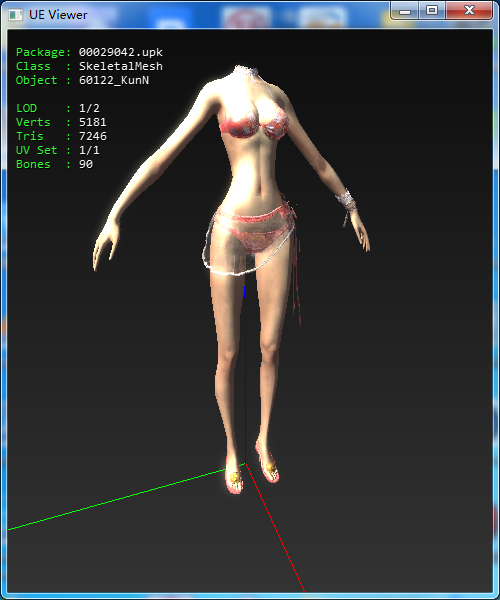 UE Viewer
Package: 00029042.upk
Class  : SkeletalMesh
Object : 60122_KunN
LOD    : 1/2
Verts  : 5181
Tris   : 7246
UV Set : 1/1
Bones  : 90